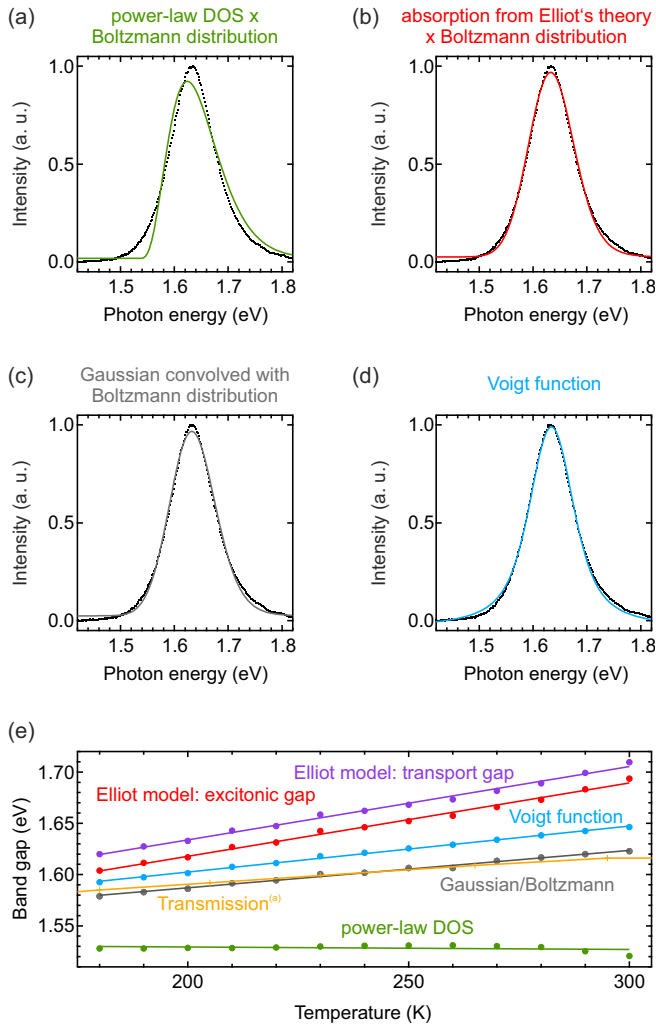 (a)
power-law DOS x
Boltzmann distribution
1.0
0.5
0.0
Intensity (a. u.)
1.5 1.6 1.7 1.8
Photon energy (eV)
(b)
absorption from Elliot's theory
x Boltzmann distribution
1.0
0.5
0.0
Intensity (a. u.)
1.5 1.6 1.7 1.8
Photon energy (eV)
(c)
Gaussian convolved with
Boltzmann distribution
1.0
0.5
0.0
Intensity (a. u.)
1.5 1.6 1.7 1.8
Photon energy (eV)
(d)
Voigt function
1.0
0.5
0.0
Intensity (a. u.)
1.5 1.6 1.7 1.8
Photon energy (eV)
(e)
1.70
1.65
1.60
1.53
Band gap (eV)
Elliot model: transport gap
Elliot model: excitonic gap
Voigt function
Gaussian/Boltzmann
Transmission(a)
power-law DOS
200 250 300
Temperature (K)